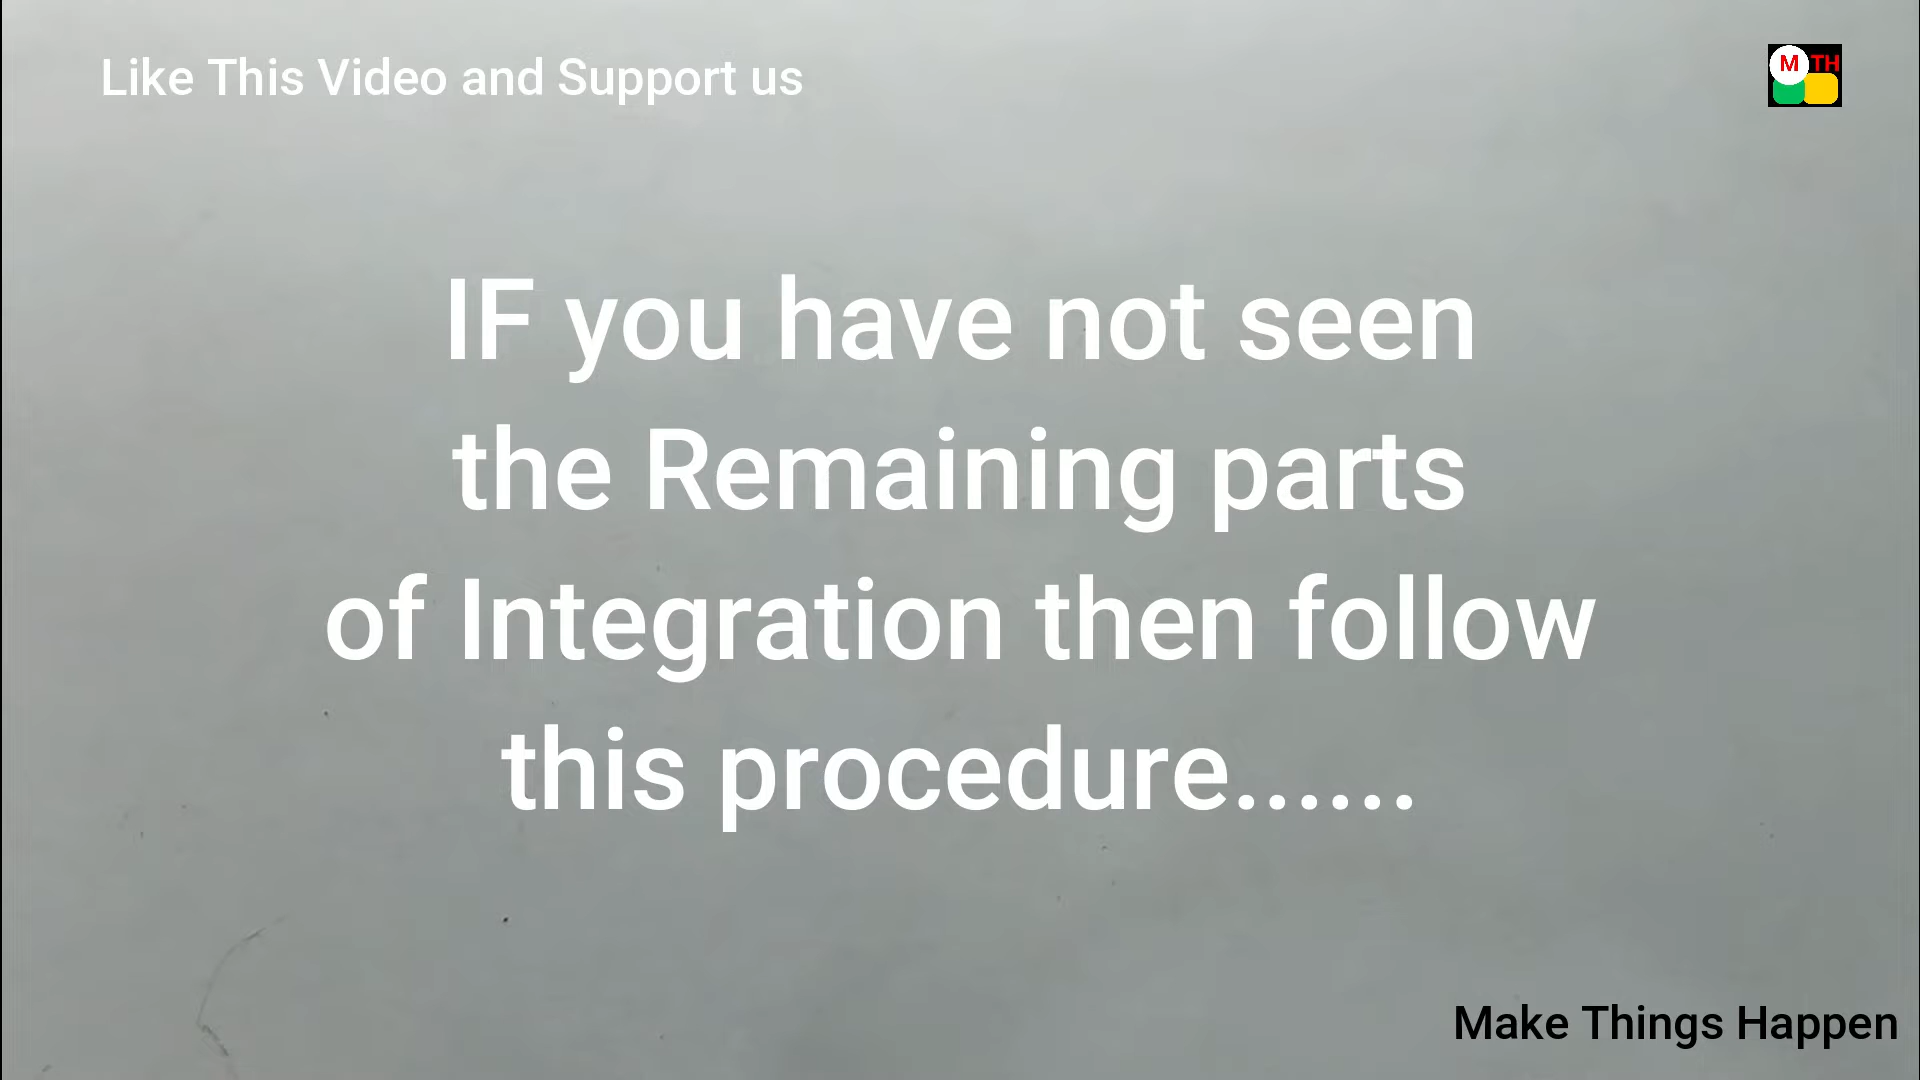 Like This Video and Support us
M TH
IF you have not seen
the Remaining parts
of Integration then follow
this procedure......
Make Things Happen